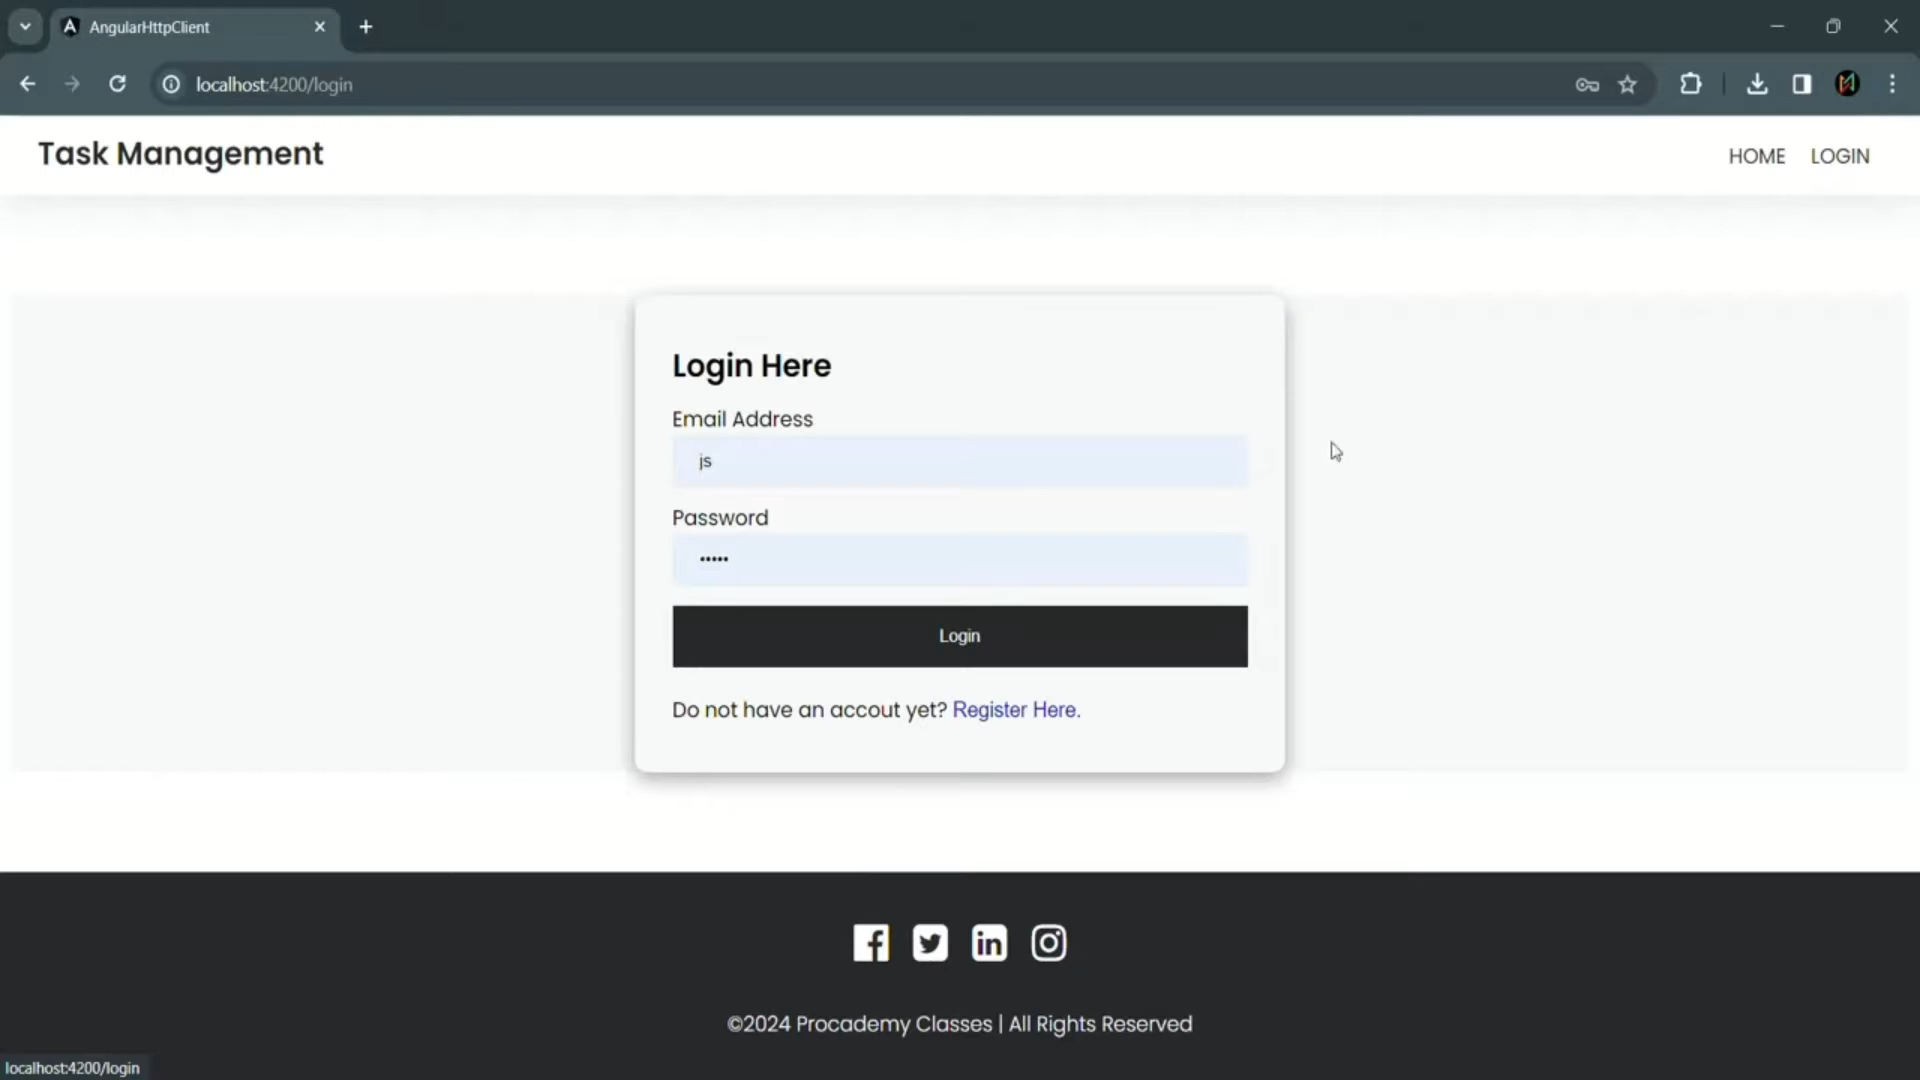 AngularHttpClient
localhost:4200/login
Task Management
HOME LOGIN
Login Here
Email Address
js
Password
•••••
Login
Do not have an accout yet? Register Here.
©2024 Procademy Classes | All Rights Reserved
localhost:4200/login